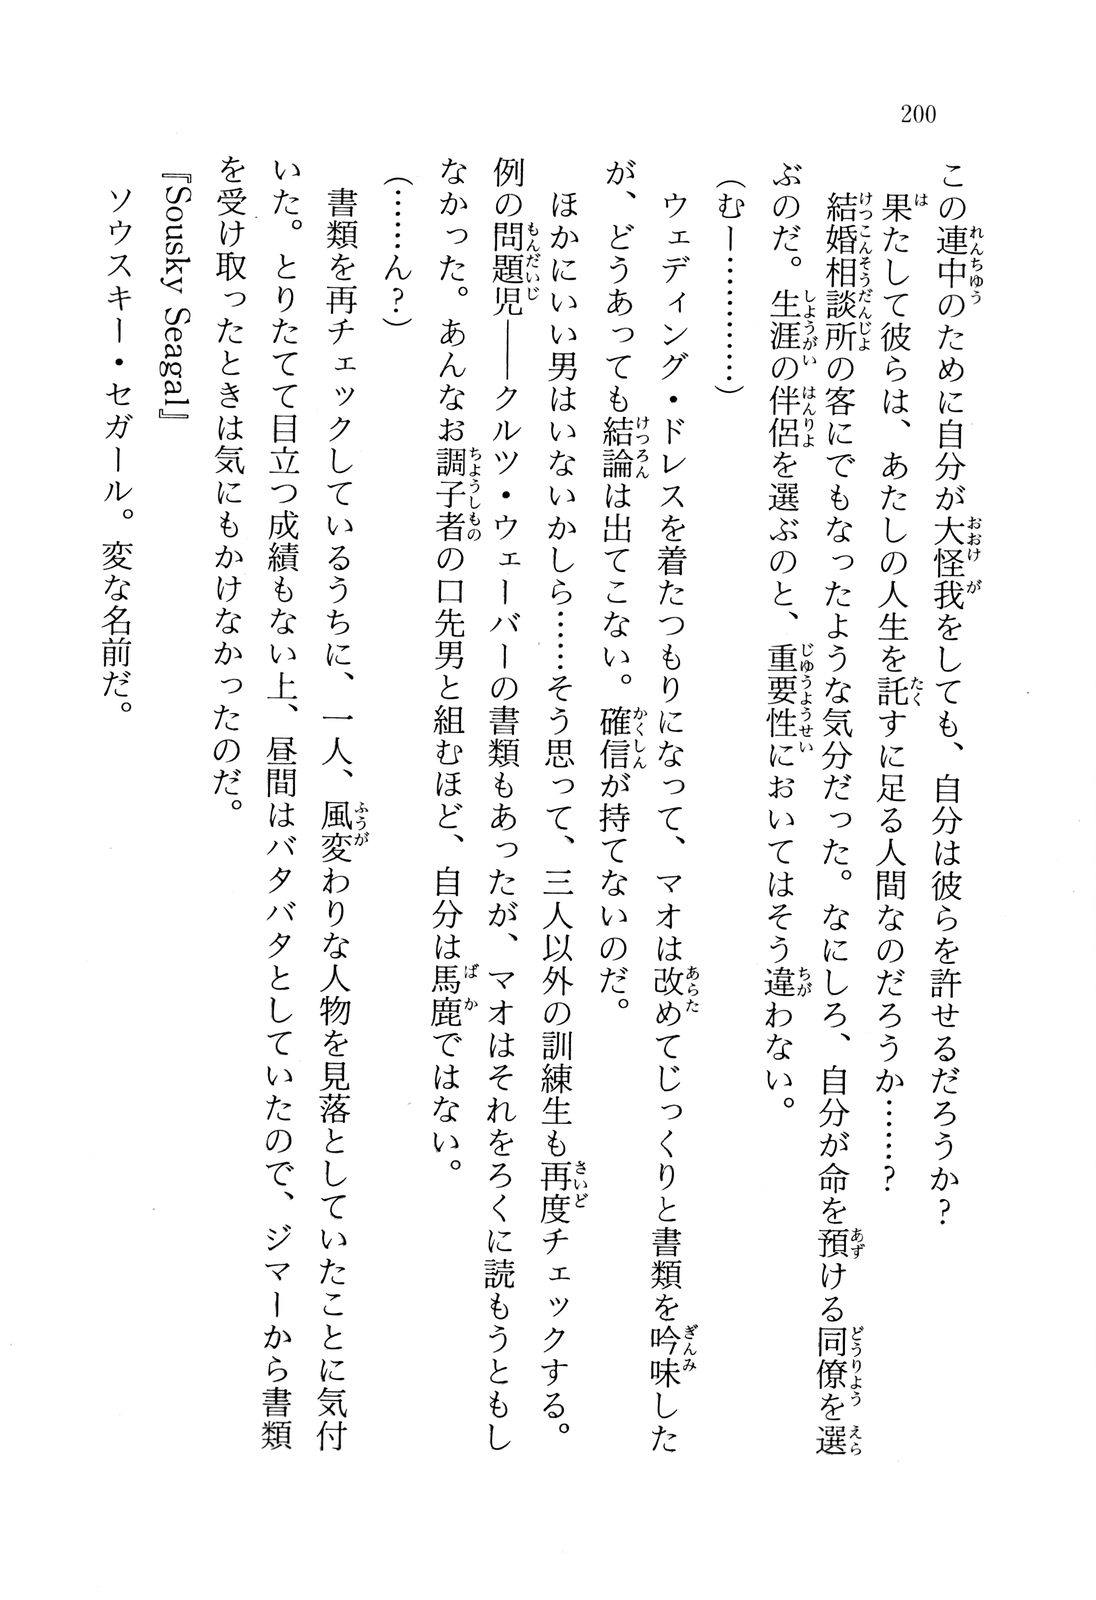 200
この連中のために自分が大怪我をしても、自分は彼らを許せるだろうか？
果たして彼らは、あたしの人生を託すに足る人間なのだろうか……？
結婚相談所の客にでもなったような気分だった。なにしろ、自分が命を預ける同僚を選
ぶのだ。生涯の伴侶を選ぶのと、重要性においてはそう違わない。
（むー…………）
ウェディング・ドレスを着たつもりになって、マオは改めてじっくりと書類を吟味した
が、どうあっても結論は出てこない。確信が持てないのだ。
ほかにいい男はいないかしら……そう思って、三人以外の訓練生も再度チェックする。
例の問題児――クルツ・ウェーバーの書類もあったが、マオはそれをろくに読もうともし
なかった。あんなお調子者の口先男と組むほど、自分は馬鹿ではない。
（……ん？）
書類を再チェックしているうちに、一人、風変わりな人物を見落としていたことに気付
いた。とりたてて目立つ成績もない上、昼間はバタバタとしていたので、ジマーから書類
を受け取ったときは気にもかけなかったのだ。
『Sousky Seagal』
ソウスキー・セガール。変な名前だ。